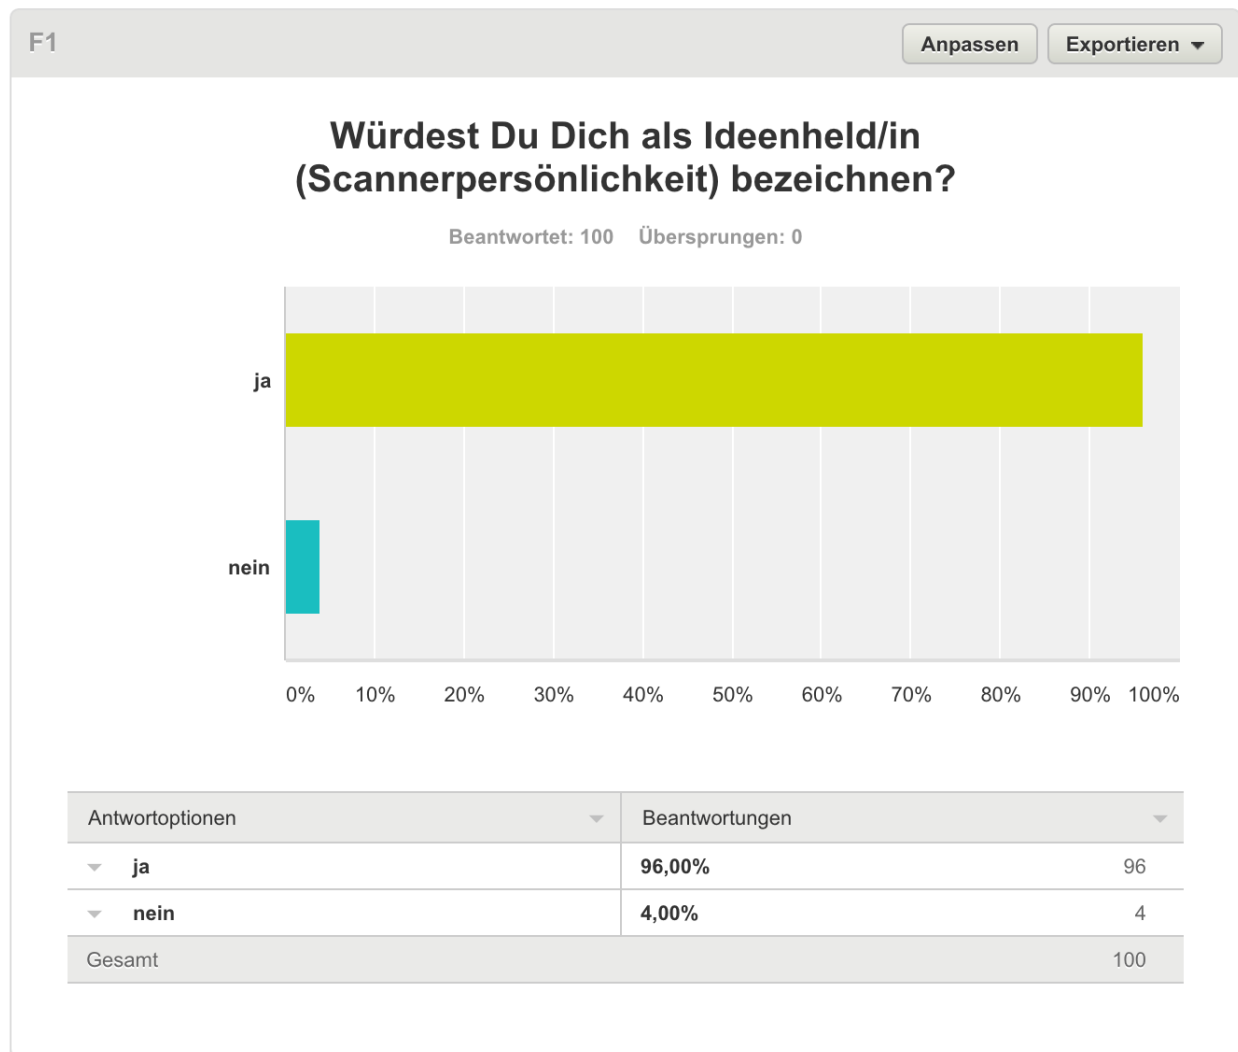 F1
Anpassen
Exportieren
Würdest Du Dich als Ideenheld/in
(Scannerpersönlichkeit) bezeichnen?
Beantwortet: 100 Übersprungen: 0
ja
nein
0% 10% 20% 30% 40% 50% 60% 70% 80% 90% 100%
Antwortoptionen Beantwortungen
ja 96,00% 96
nein 4,00% 4
Gesamt 100